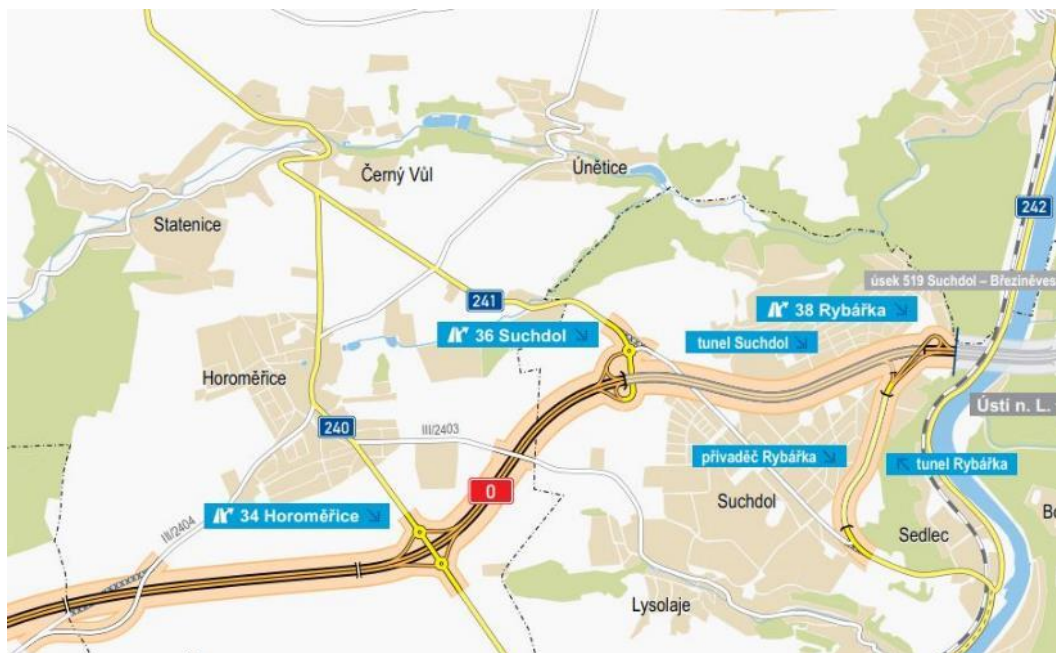 Černý Vůl
Únětice
Statenice
242
úsek 519 Suchdol – Březiněves
241
38 Rybářka
36 Suchdol
tunel Suchdol
Horoměřice
Ústí n. L.
240
III/2403
přivaděč Rybářka
tunel Rybářka
0
Suchdol
34 Horoměřice
Sedlec
III/2404
Lysolaje